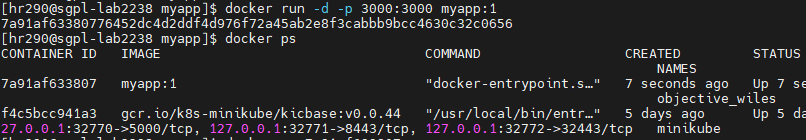 [hr290@sgpl-lab2238 myapp]$ docker run -d -p 3000:3000 myapp:1
7a91af63380776452dc4d2ddf4d976f72a45ab2e8f3cabbb9bcc4630c32c0656
[hr290@sgpl-lab2238 myapp]$ docker ps
CONTAINER ID   IMAGE                                 COMMAND                  CREATED         STATUS
NAMES
7a91af633807   myapp:1                               "docker-entrypoint.s…"   7 seconds ago   Up 7 se
objective_wiles
f4c5bcc941a3   gcr.io/k8s-minikube/kicbase:v0.0.44   "/usr/local/bin/entr…"   5 days ago      Up 5 da
27.0.0.1:32770->5000/tcp, 127.0.0.1:32771->8443/tcp, 127.0.0.1:32772->32443/tcp   minikube